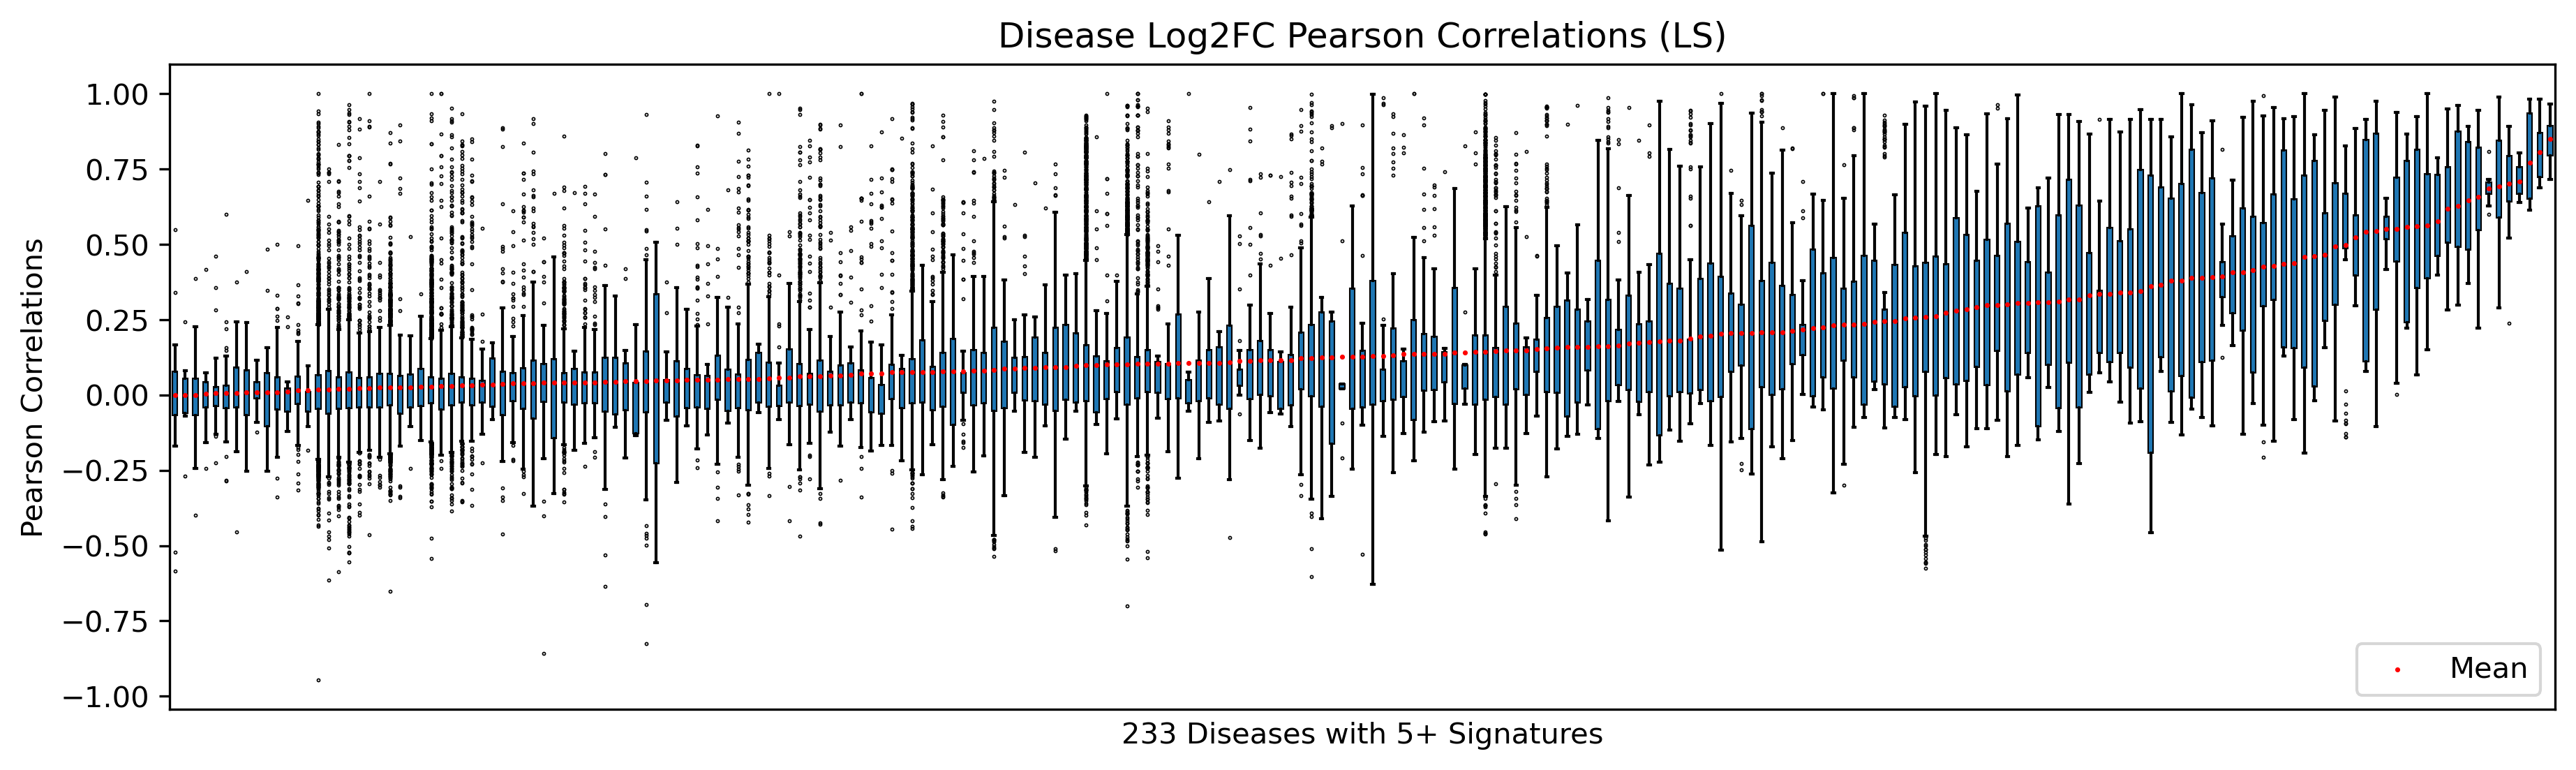 Disease Log2FC Pearson Correlations (LS)
1.00
0.75
0.50
0.25
0.00
−0.25
−0.50
−0.75
−1.00
Pearson Correlations
Mean
233 Diseases with 5+ Signatures